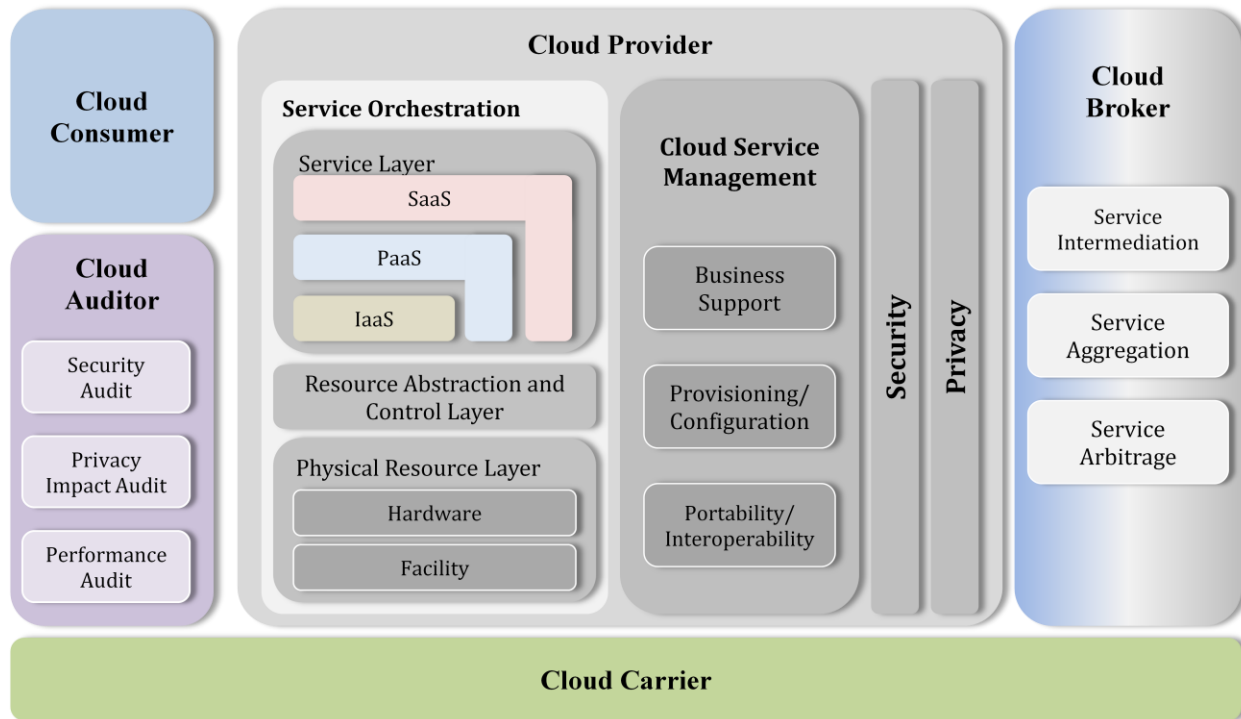 Cloud
Consumer
Cloud
Auditor
Security
Audit
Privacy
Impact Audit
Performance
Audit
Cloud Provider
Service Orchestration
Service Layer
SaaS
PaaS
IaaS
Resource Abstraction and
Control Layer
Physical Resource Layer
Hardware
Facility
Cloud Service
Management
Business
Support
Provisioning/
Configuration
Portability/
Interoperability
Security
Privacy
Cloud
Broker
Service
Intermediation
Service
Aggregation
Service
Arbitrage
Cloud Carrier